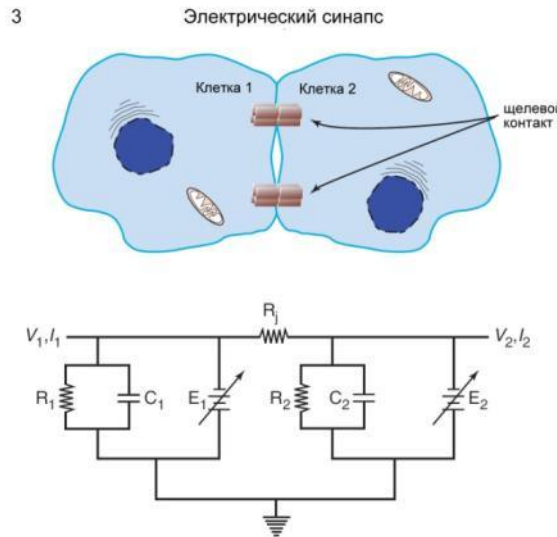 3 Электрический синапс
Клетка 1 Клетка 2
щелевой
контакт
Rj
V1,I1 V2,I2
R1 C1 E1 R2 C2 E2